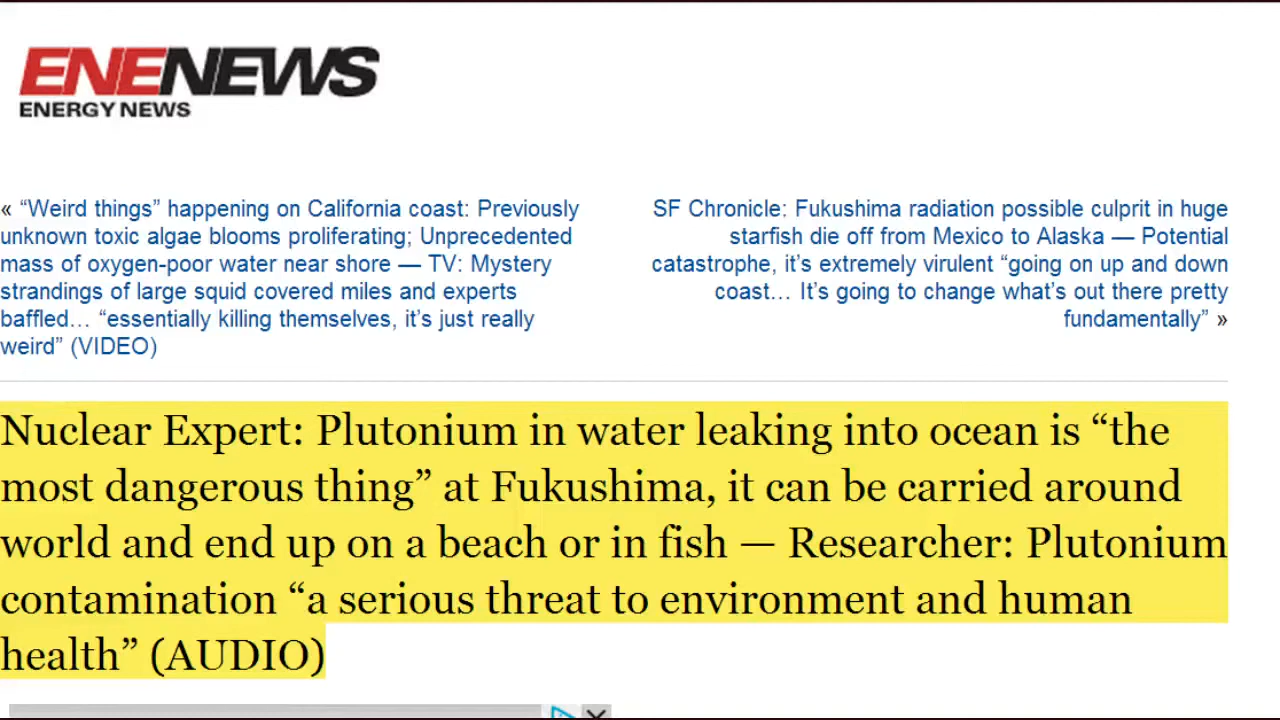 ENENEWS
ENERGY NEWS
« “Weird things” happening on California coast: Previously
unknown toxic algae blooms proliferating; Unprecedented
mass of oxygen-poor water near shore — TV: Mystery
strandings of large squid covered miles and experts
baffled… “essentially killing themselves, it’s just really
weird” (VIDEO)
SF Chronicle: Fukushima radiation possible culprit in huge
starfish die off from Mexico to Alaska — Potential
catastrophe, it’s extremely virulent “going on up and down
coast… It’s going to change what’s out there pretty
fundamentally” »
Nuclear Expert: Plutonium in water leaking into ocean is “the
most dangerous thing” at Fukushima, it can be carried around
world and end up on a beach or in fish — Researcher: Plutonium
contamination “a serious threat to environment and human
health” (AUDIO)